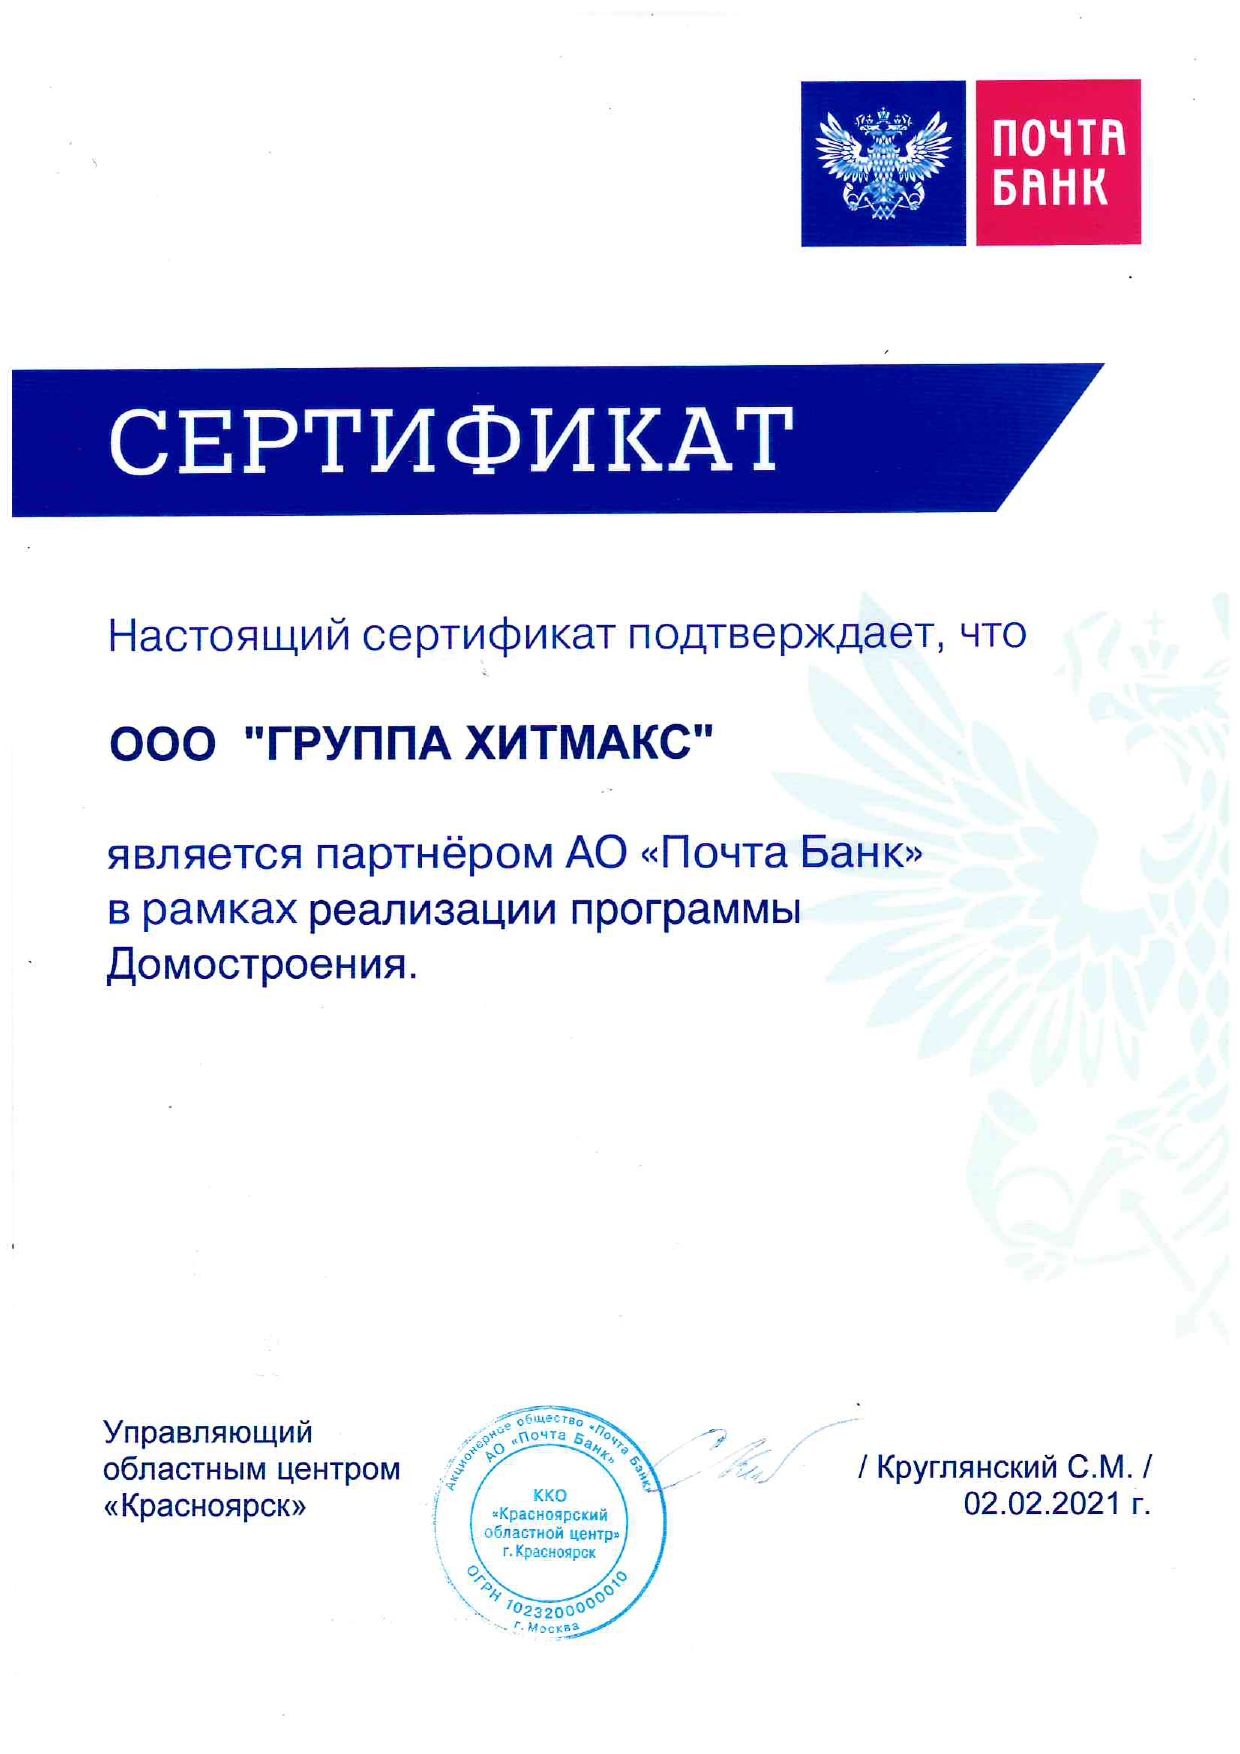 ПОЧТА
БАНК
СЕРТИФИКАТ
Настоящий сертификат подтверждает, что
ООО "ГРУППА ХИТМАКС"
является партнёром АО «Почта Банк»
в рамках реализации программы
Домостроения.
Управляющий
областным центром
«Красноярск»
Акционерное общество «Почта Банк»
АО «Почта Банк»
ККО
«Красноярский
областной центр»
г. Красноярск
ОГРН 1023200000010
г. Москва
/ Круглянский С.М. /
02.02.2021 г.